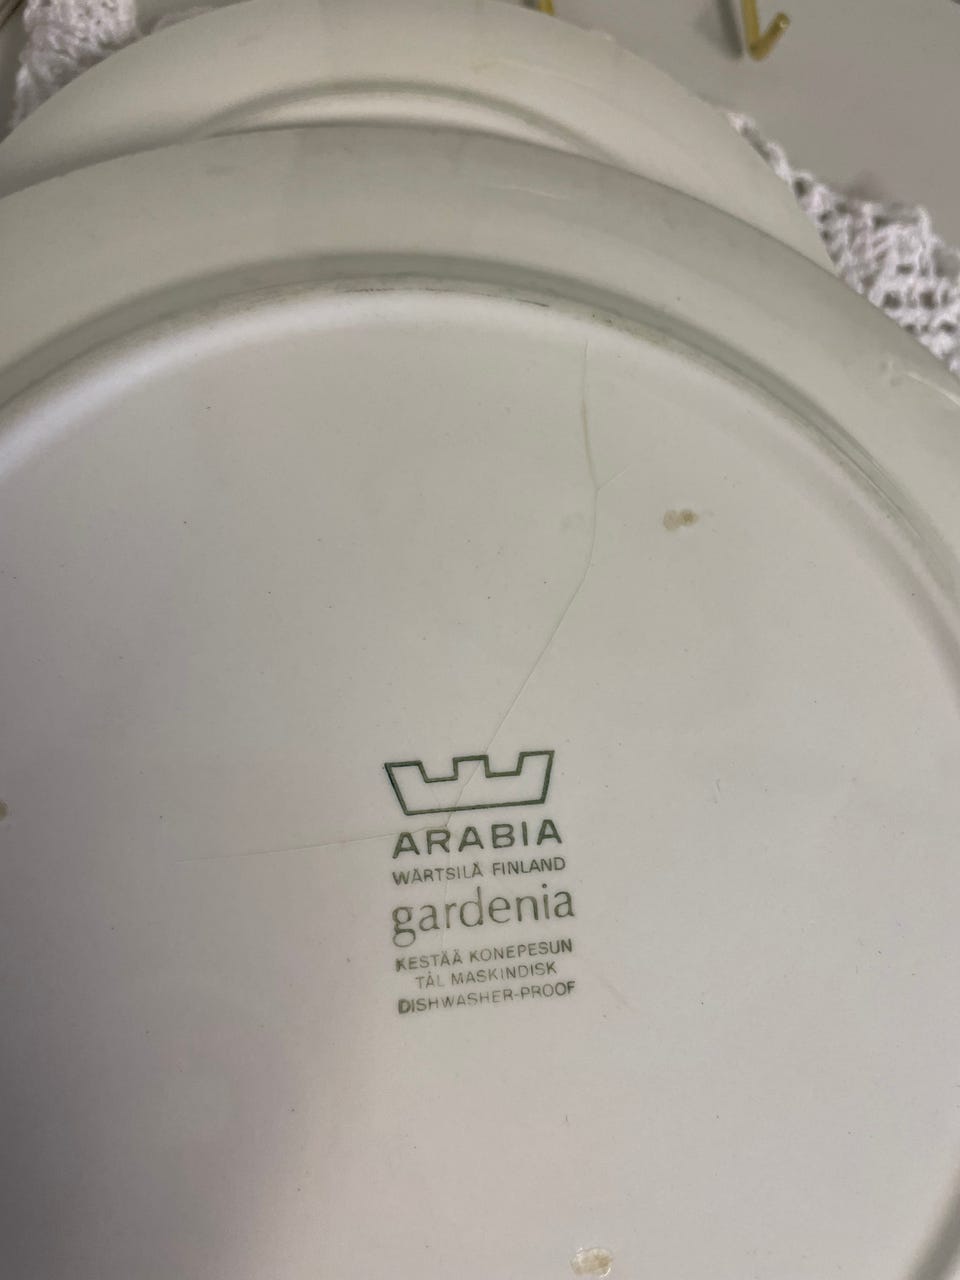 ARABIA
WÄRTSILÄ FINLAND
gardenia
KESTÄÄ KONEPESUN
TÅL MASKINDISK
DISHWASHER-PROOF